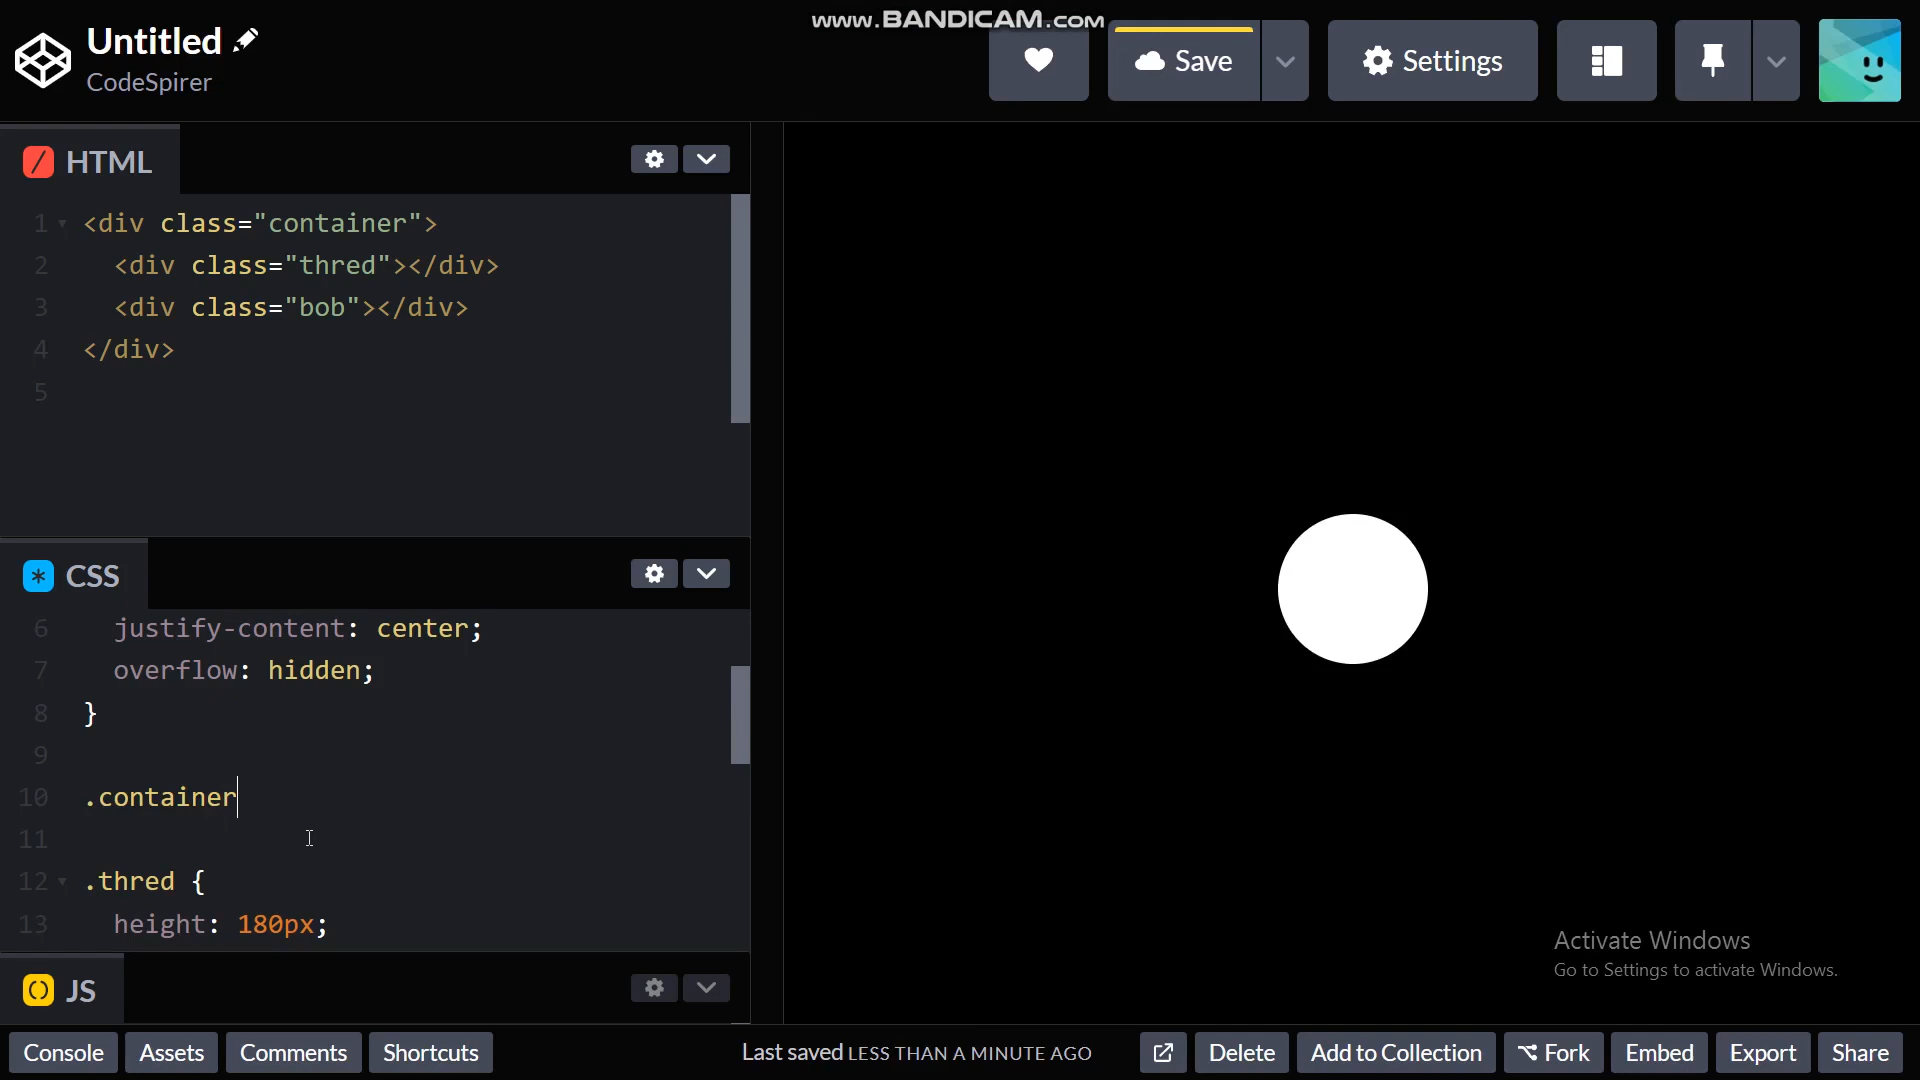 www.BANDICAM.com
Untitled
CodeSpirer
Save
Settings
HTML
1 <div class="container">
2 <div class="thred"></div>
3 <div class="bob"></div>
4 </div>
5
CSS
6 justify-content: center;
7 overflow: hidden;
8 }
9
10 .container
11
12 .thred {
13 height: 180px;
JS
Activate Windows
Go to Settings to activate Windows.
Console Assets Comments Shortcuts Last saved LESS THAN A MINUTE AGO Delete Add to Collection Fork Embed Export Share